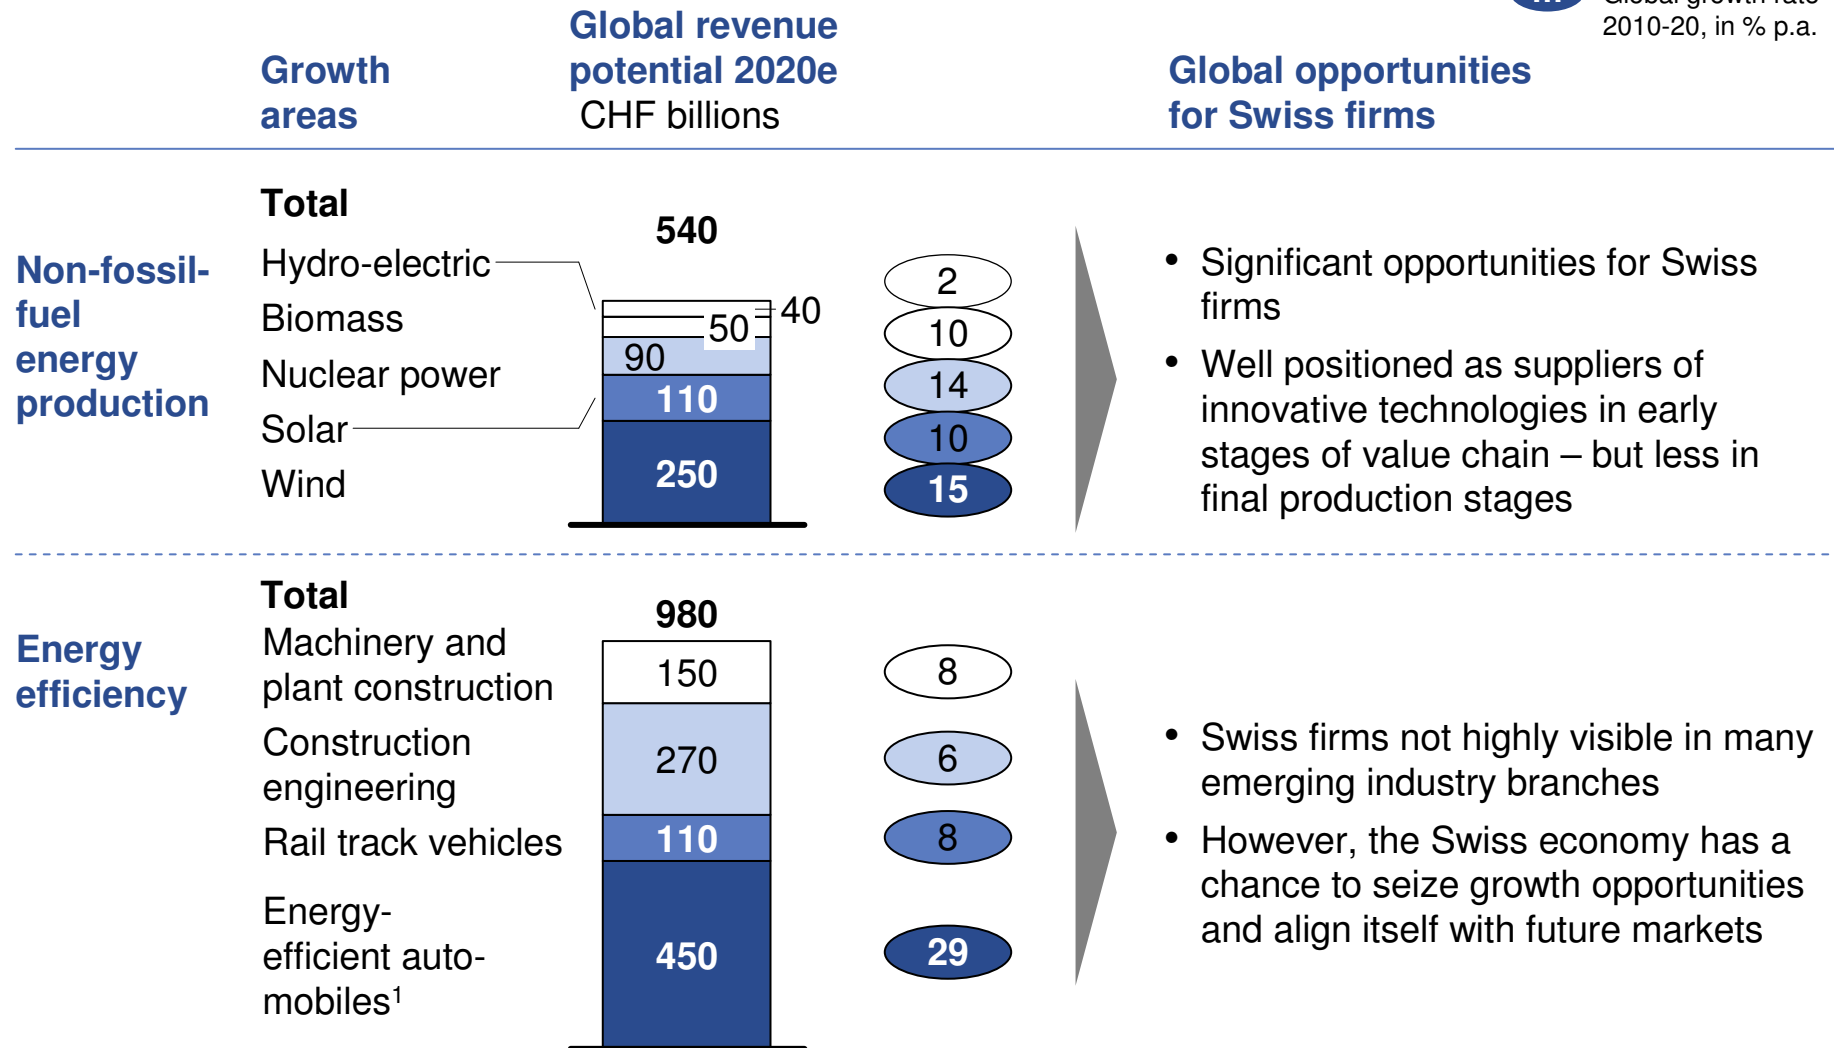 Global growth rate
2010-20, in % p.a.
Growth
areas
Global revenue
potential 2020e
CHF billions
Global opportunities
for Swiss firms
Non-fossil-
fuel
energy
production
Total
Hydro-electric
Biomass
Nuclear power
Solar
Wind
540
40
50
90
110
250
2
10
14
10
15
• Significant opportunities for Swiss
firms
• Well positioned as suppliers of
innovative technologies in early
stages of value chain – but less in
final production stages
Energy
efficiency
Total
Machinery and
plant construction
Construction
engineering
Rail track vehicles
Energy-
efficient auto-
mobiles¹
980
150
270
110
450
8
6
8
29
• Swiss firms not highly visible in many
emerging industry branches
• However, the Swiss economy has a
chance to seize growth opportunities
and align itself with future markets